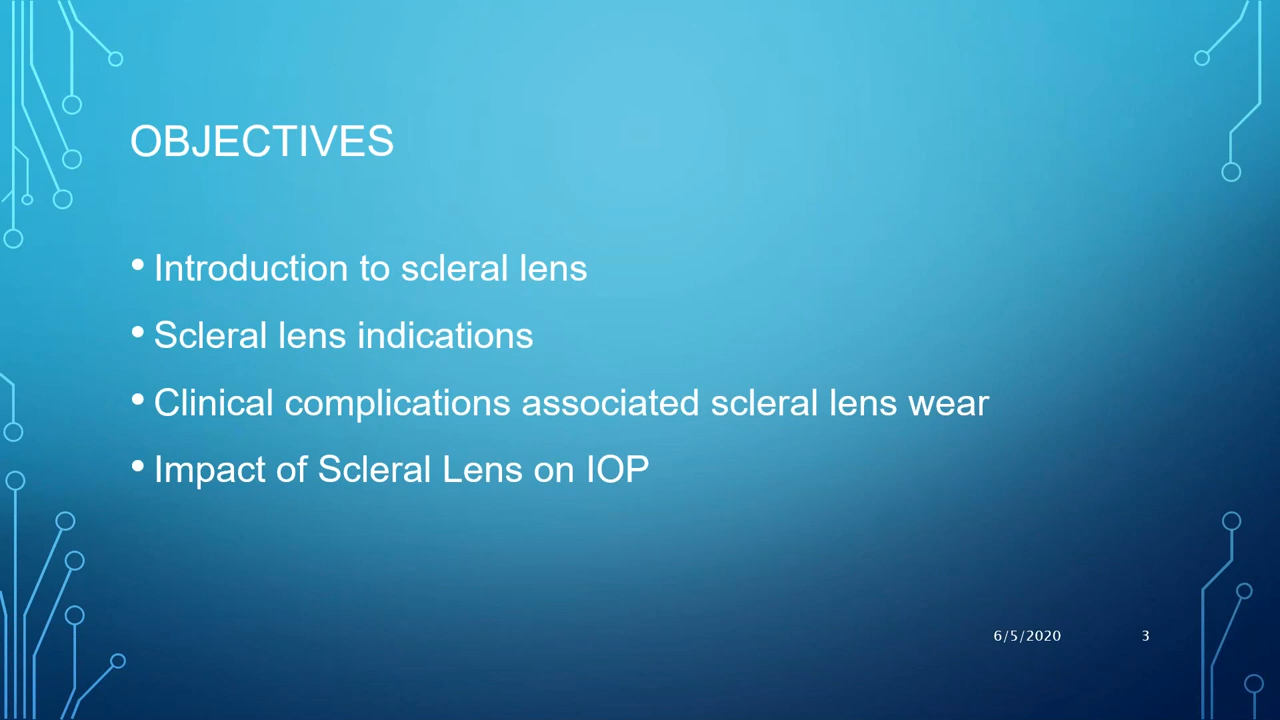 OBJECTIVES
• Introduction to scleral lens
• Scleral lens indications
• Clinical complications associated scleral lens wear
• Impact of Scleral Lens on IOP
6/5/2020 3